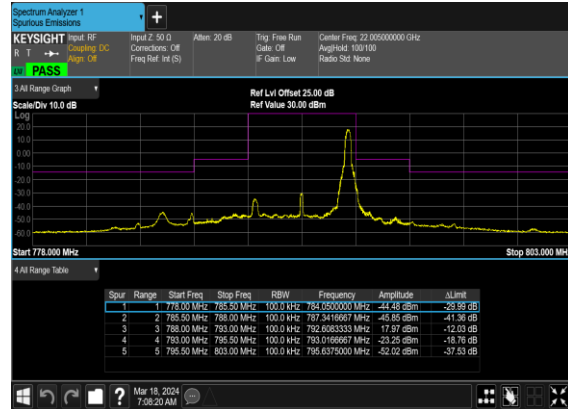 Spectrum Analyzer 1
Spurious Emissions
KEYSIGHT
R T
Input: RF
Coupling: DC
Align: Off
Input Z: 50 Ω
Corrections: Off
Freq Ref: Int (S)
Atten: 20 dB
Trig: Free Run
Gate: Off
IF Gain: Low
Center Freq: 22.005000000 GHz
Avg|Hold: 100/100
Radio Std: None
PASS
3 All Range Graph
Scale/Div 10.0 dB
Ref Lvl Offset 25.00 dB
Ref Value 30.00 dBm
Log
20.0
10.0
0.00
-10.0
-20.0
-30.0
-40.0
-50.0
-60.0
Start 778.000 MHz
Stop 803.000 MH
4 All Range Table
Spur Range Start Freq Stop Freq RBW Frequency Amplitude ΔLimit
1 1 778.00 MHz 785.50 MHz 100.0 kHz 784.0500000 MHz -44.48 dBm -29.99 dB
2 2 785.50 MHz 788.00 MHz 100.0 kHz 787.3416667 MHz -45.85 dBm -41.36 dB
3 3 788.00 MHz 793.00 MHz 100.0 kHz 792.6083333 MHz 17.97 dBm -12.03 dB
4 4 793.00 MHz 795.50 MHz 100.0 kHz 793.0166667 MHz -23.25 dBm -18.76 dB
5 5 795.50 MHz 803.00 MHz 100.0 kHz 795.6375000 MHz -52.02 dBm -37.53 dB
?
Mar 18, 2024
7:08:20 AM